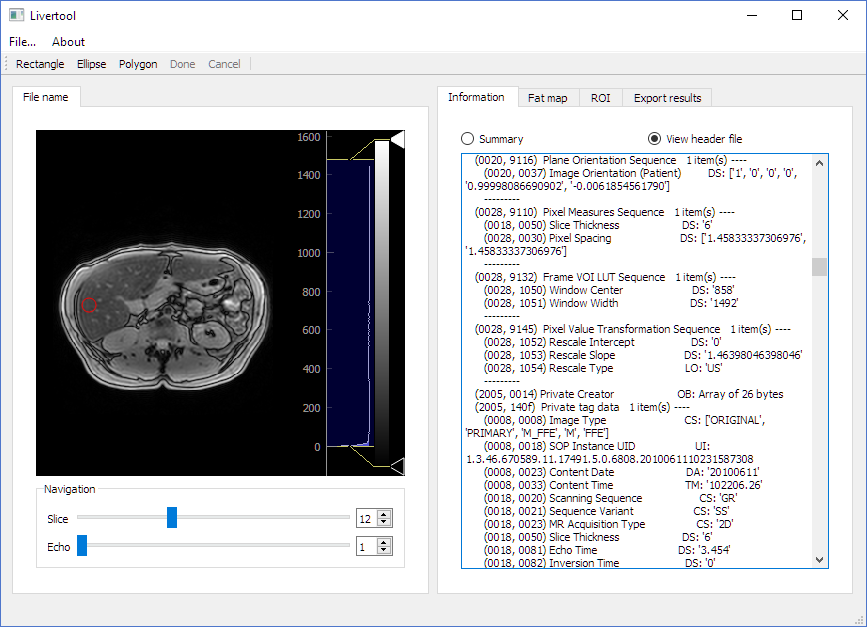 Livertool
File... About
Rectangle Ellipse Polygon Done Cancel
File name
1600
1400
1200
1000
800
600
400
200
0
Navigation
Slice 12
Echo 1
Information Fat map ROI Export results
Summary View header file
(0020, 9116) Plane Orientation Sequence 1 item(s) ----
(0020, 0037) Image Orientation (Patient) DS: ['1', '0', '0', '0',
'0.99998086690902', '-0.0061854561790']
---------
(0028, 9110) Pixel Measures Sequence 1 item(s) ----
(0018, 0050) Slice Thickness DS: '6'
(0028, 0030) Pixel Spacing DS: ['1.45833337306976',
'1.45833337306976']
---------
(0028, 9132) Frame VOI LUT Sequence 1 item(s) ----
(0028, 1050) Window Center DS: '858'
(0028, 1051) Window Width DS: '1492'
---------
(0028, 9145) Pixel Value Transformation Sequence 1 item(s) ----
(0028, 1052) Rescale Intercept DS: '0'
(0028, 1053) Rescale Slope DS: '1.46398046398046'
(0028, 1054) Rescale Type LO: 'US'
---------
(2005, 0014) Private Creator OB: Array of 26 bytes
(2005, 140f) Private tag data 1 item(s) ----
(0008, 0008) Image Type CS: ['ORIGINAL',
'PRIMARY', 'M_FFE', 'M', 'FFE']
(0008, 0018) SOP Instance UID UI:
1.3.46.670589.11.17491.5.0.6808.2010061110231587308
(0008, 0023) Content Date DA: '20100611'
(0008, 0033) Content Time TM: '102206.26'
(0018, 0020) Scanning Sequence CS: 'GR'
(0018, 0021) Sequence Variant CS: 'SS'
(0018, 0023) MR Acquisition Type CS: '2D'
(0018, 0050) Slice Thickness DS: '6'
(0018, 0081) Echo Time DS: '3.454'
(0018, 0082) Inversion Time DS: '0'